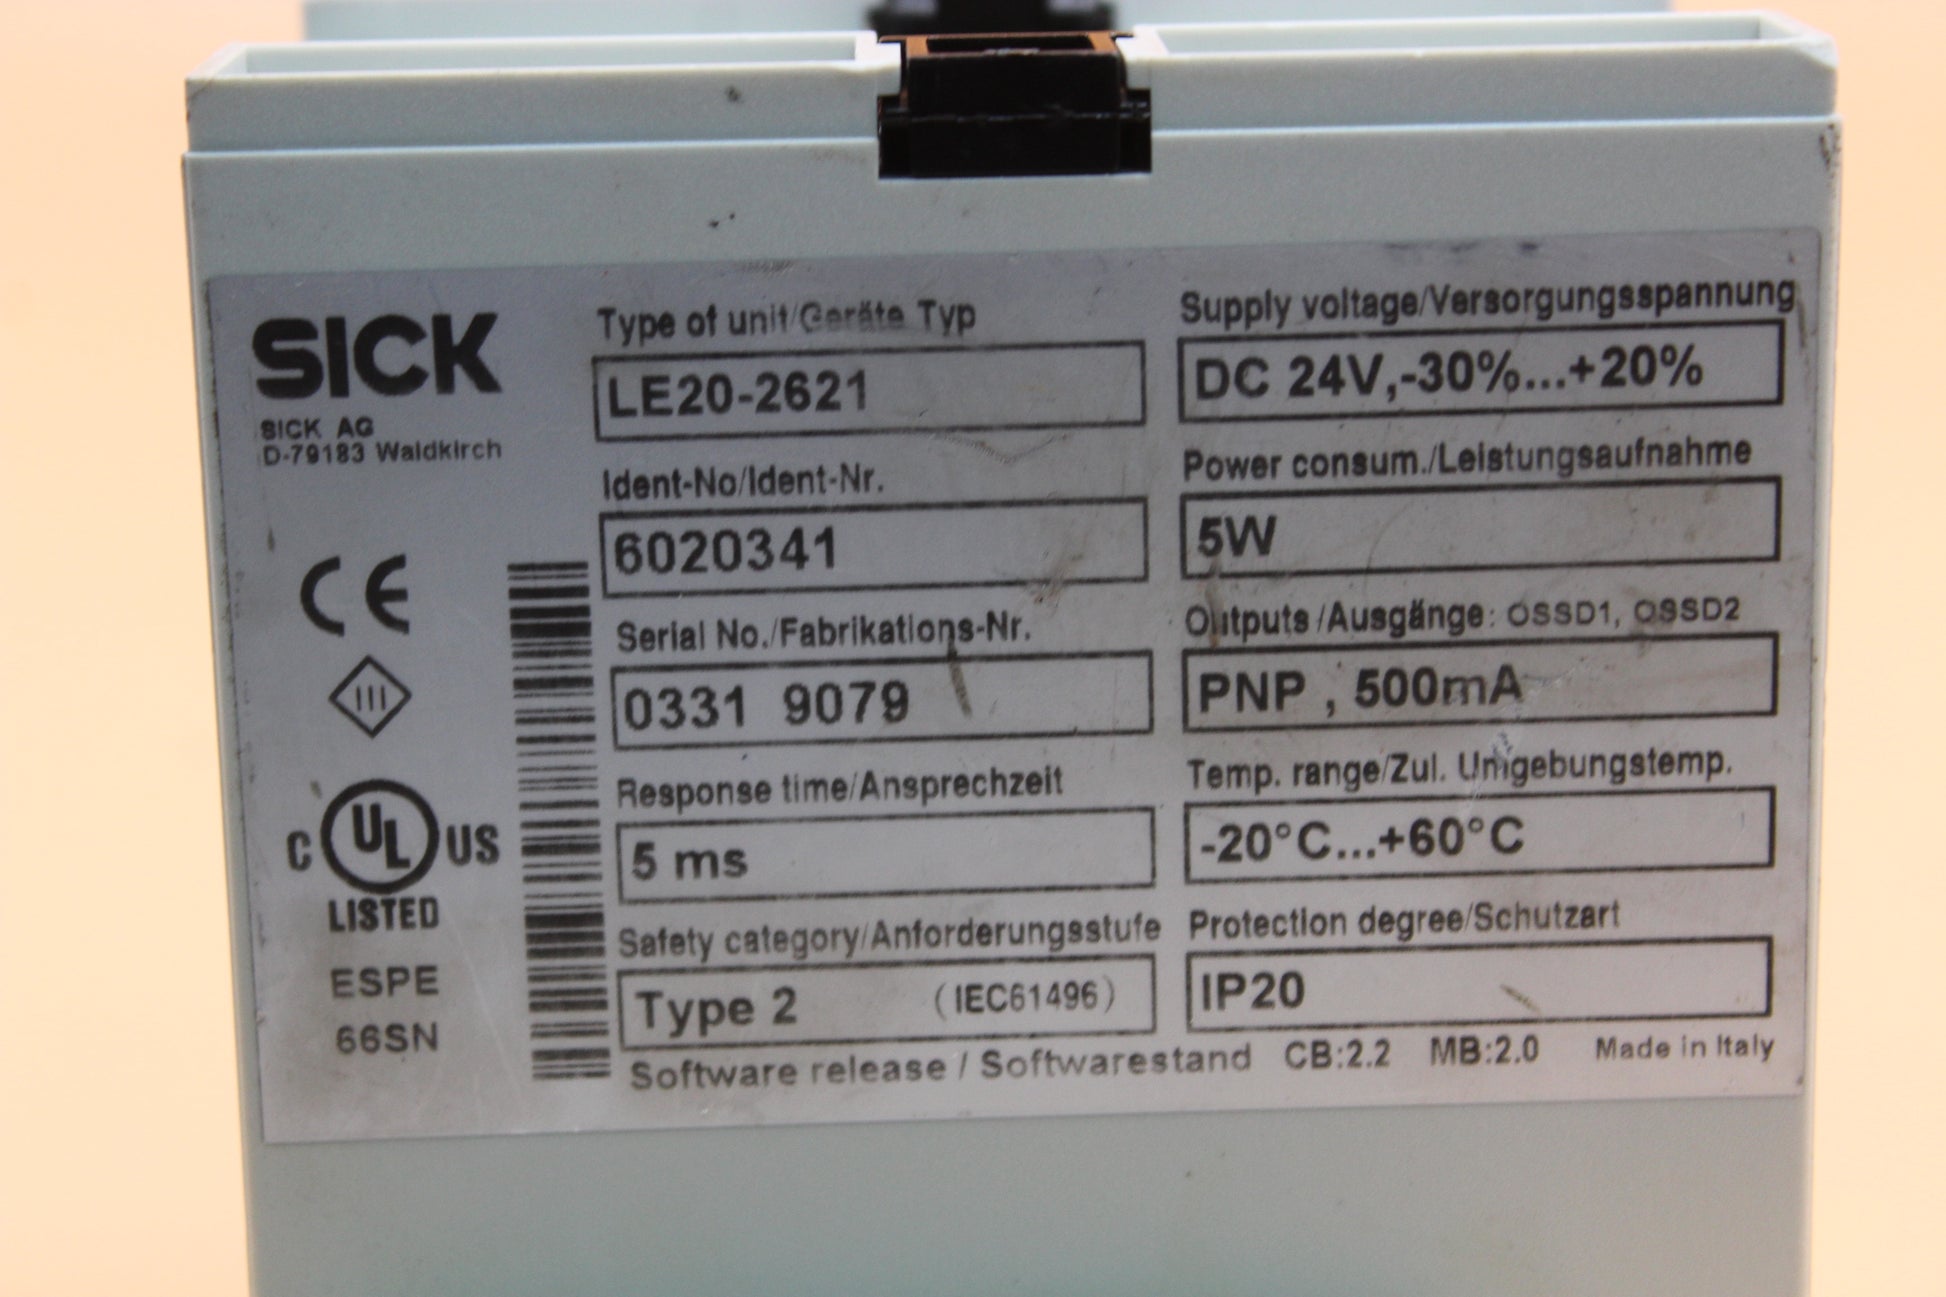 SICK
SICK AG
D-79183 Waldkirch
CE
III
C UL US
LISTED
ESPE
66SN
Type of unit/Geräte Typ
LE20-2621
Ident-No/Ident-Nr.
6020341
Serial No./Fabrikations-Nr.
0331 9079
Response time/Ansprechzeit
5 ms
Safety category/Anforderungsstufe
Type 2 (IEC61496)
Supply voltage/Versorgungsspannung
DC 24V,-30%...+20%
Power consum./Leistungsaufnahme
5W
Outputs/Ausgänge: OSSD1, OSSD2
PNP , 500mA
Temp. range/Zul. Umgebungstemp.
-20°C...+60°C
Protection degree/Schutzart
IP20
Software release / Softwarestand CB:2.2 MB:2.0 Made in Italy